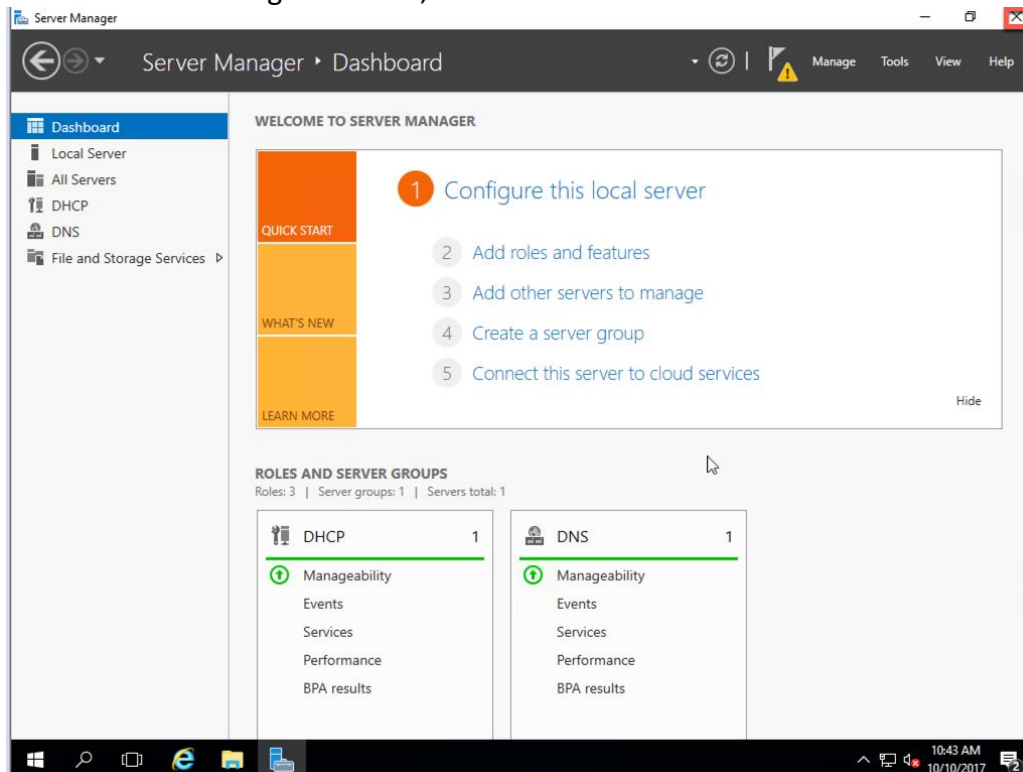 Server Manager
Server Manager ‣ Dashboard
Manage Tools View Help
Dashboard
Local Server
All Servers
DHCP
DNS
File and Storage Services
WELCOME TO SERVER MANAGER
QUICK START
WHAT'S NEW
LEARN MORE
1 Configure this local server
2 Add roles and features
3 Add other servers to manage
4 Create a server group
5 Connect this server to cloud services
Hide
ROLES AND SERVER GROUPS
Roles: 3 | Server groups: 1 | Servers total: 1
DHCP 1
Manageability
Events
Services
Performance
BPA results
DNS 1
Manageability
Events
Services
Performance
BPA results
10:43 AM
10/10/2017
2